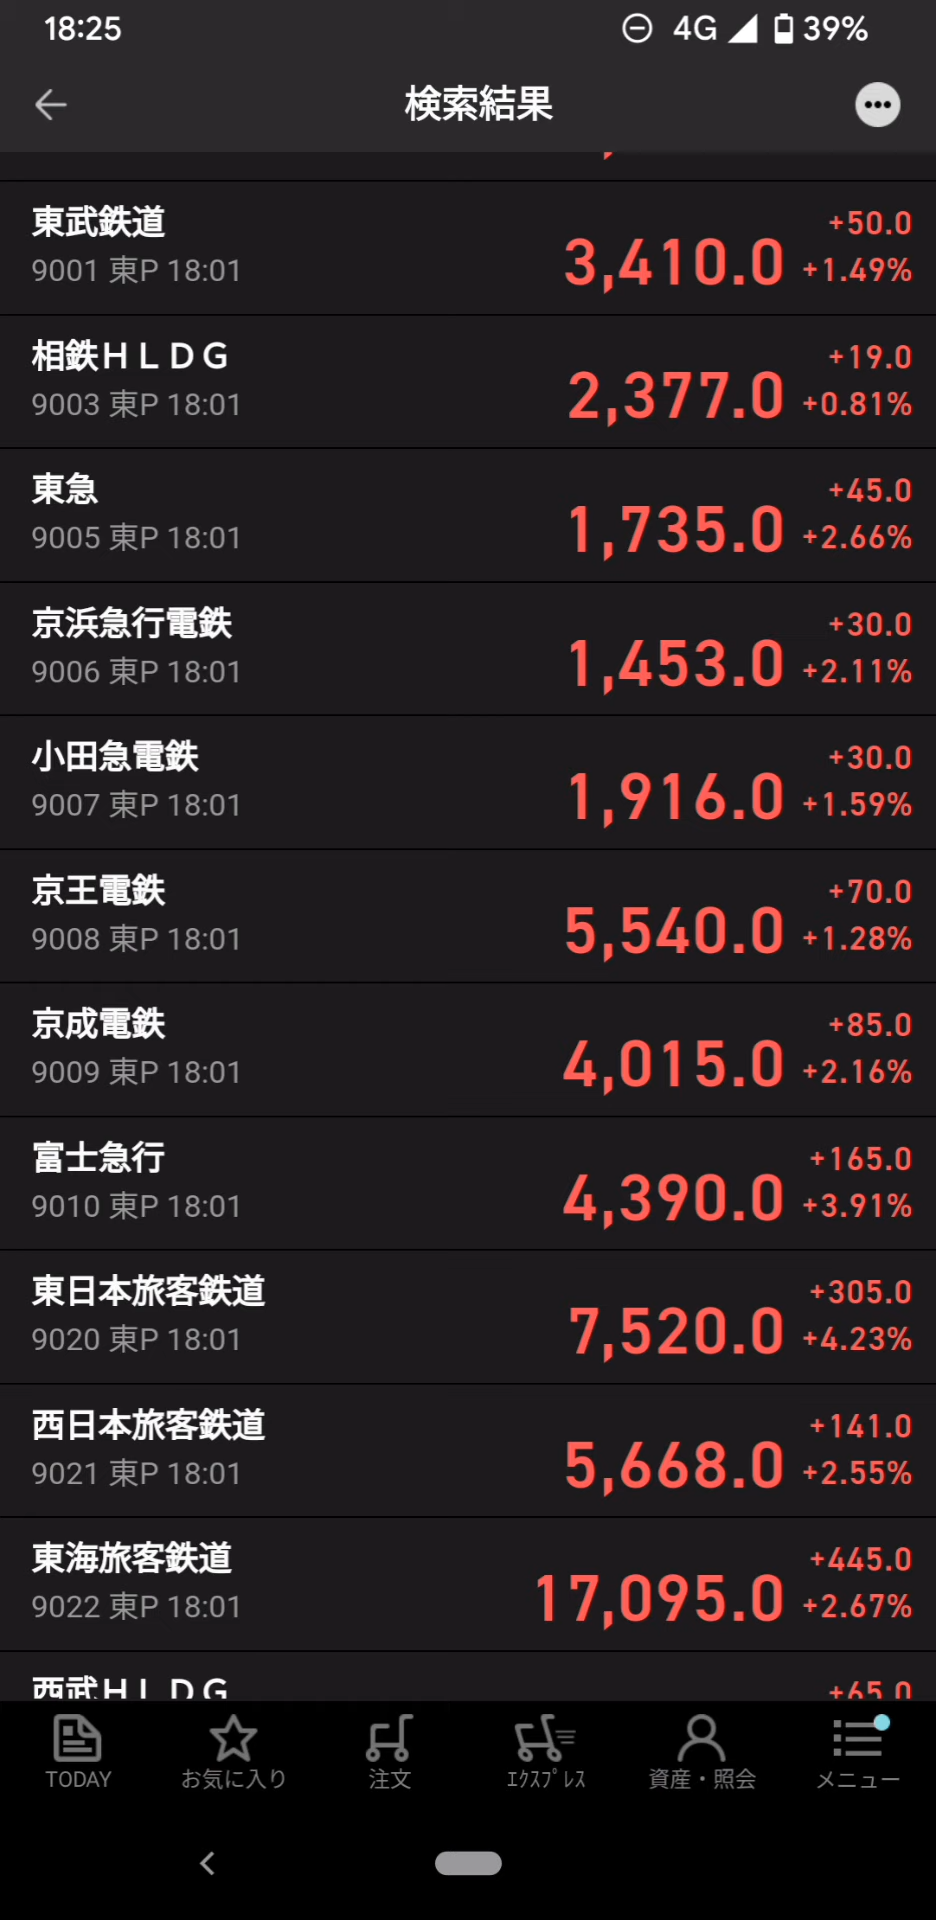 18:25 4G 39%
検索結果
東武鉄道
9001 東P 18:01
3,410.0
+50.0
+1.49%
相鉄ＨＬＤＧ
9003 東P 18:01
2,377.0
+19.0
+0.81%
東急
9005 東P 18:01
1,735.0
+45.0
+2.66%
京浜急行電鉄
9006 東P 18:01
1,453.0
+30.0
+2.11%
小田急電鉄
9007 東P 18:01
1,916.0
+30.0
+1.59%
京王電鉄
9008 東P 18:01
5,540.0
+70.0
+1.28%
京成電鉄
9009 東P 18:01
4,015.0
+85.0
+2.16%
富士急行
9010 東P 18:01
4,390.0
+165.0
+3.91%
東日本旅客鉄道
9020 東P 18:01
7,520.0
+305.0
+4.23%
西日本旅客鉄道
9021 東P 18:01
5,668.0
+141.0
+2.55%
東海旅客鉄道
9022 東P 18:01
17,095.0
+445.0
+2.67%
西武ＨＬＤＧ
+65.0
TODAY お気に入り 注文 ｴｸｽﾌﾟﾚｽ 資産・照会 メニュー